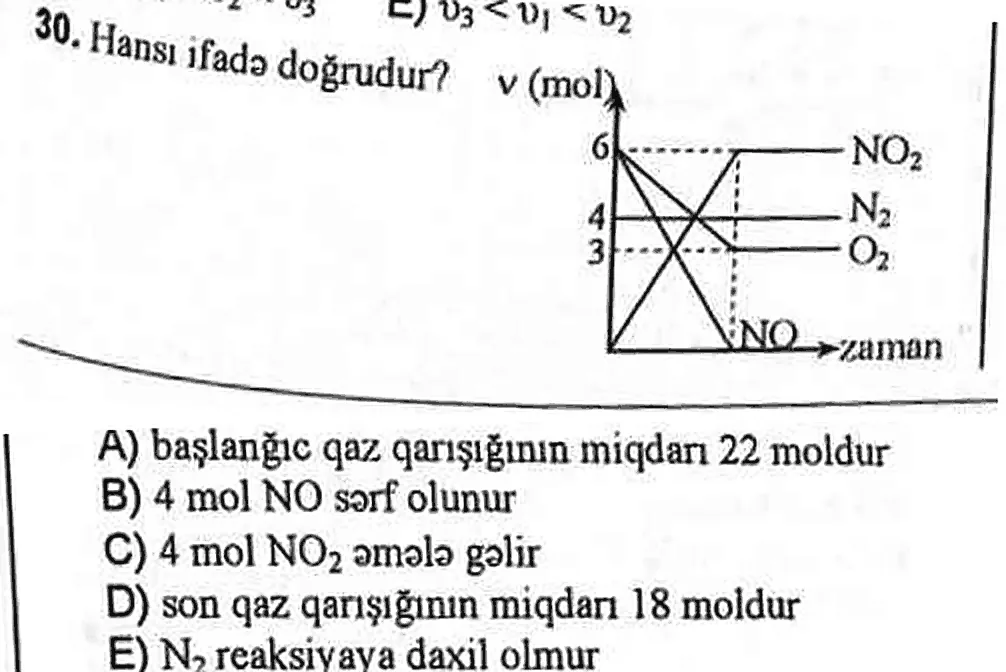 E) υ₃ < υ₁ < υ₂
30. Hansı ifadə doğrudur?
ν (mol)
6
4
3
NO₂
N₂
O₂
NO
zaman
A) başlanğıc qaz qarışığının miqdarı 22 moldur
B) 4 mol NO sərf olunur
C) 4 mol NO₂ əmələ gəlir
D) son qaz qarışığının miqdarı 18 moldur
E) N₂ reaksiyaya daxil olmur